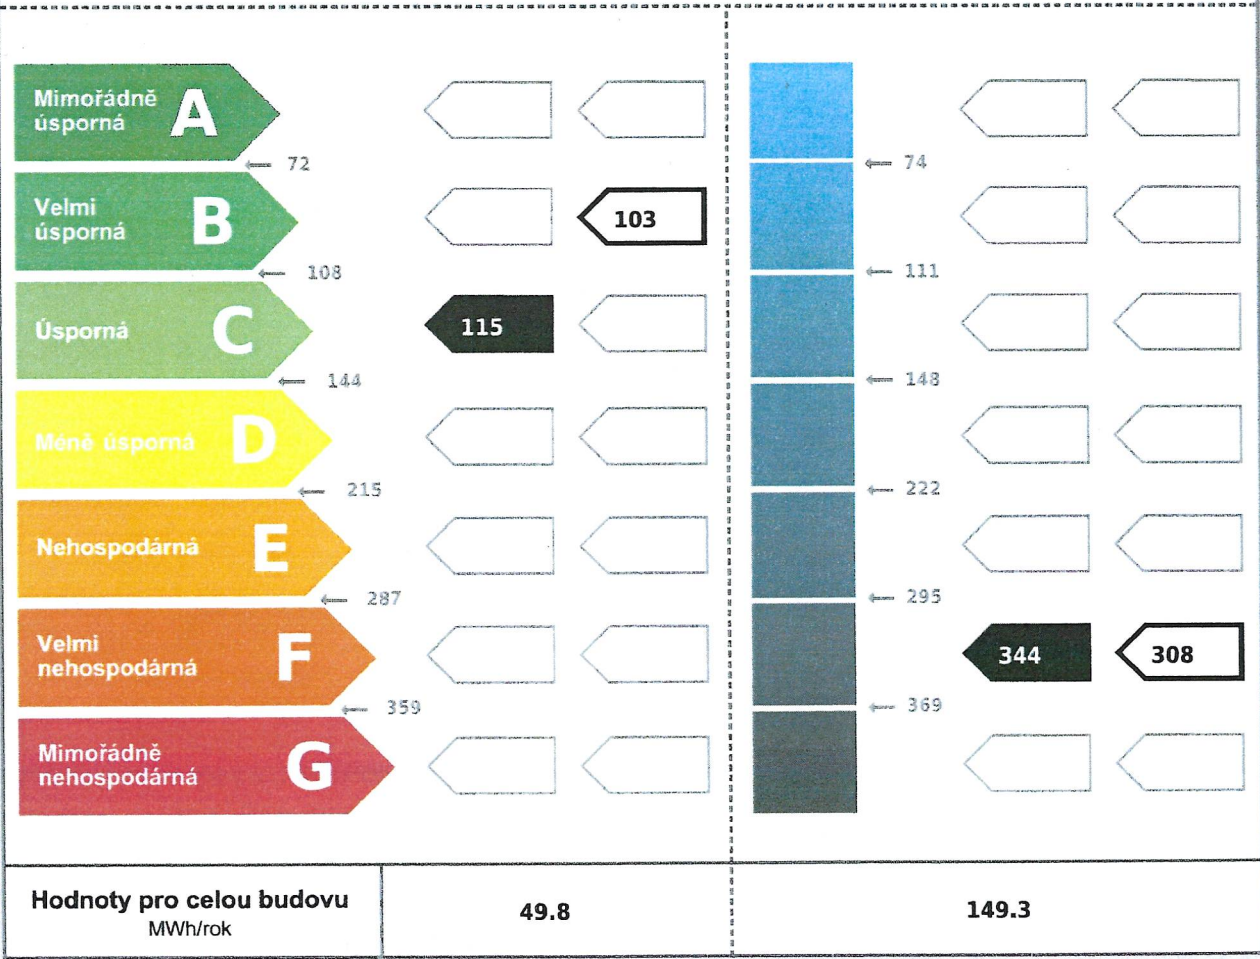 Mimořádně
úsporná
A
72
74
Velmi
úsporná
B
103
108
111
Úsporná
C
115
144
148
Méně úsporná
D
215
222
Nehospodárná
E
287
295
Velmi
nehospodárná
F
344
308
359
369
Mimořádně
nehospodárná
G
Hodnoty pro celou budovu
MWh/rok
49.8
149.3